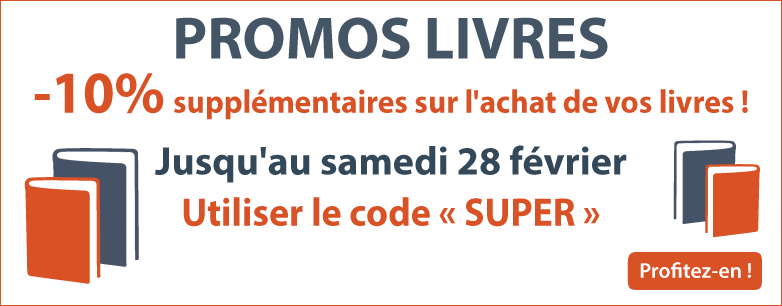 PROMOS LIVRES
-10% supplémentaires sur l'achat de vos livres !
Jusqu'au samedi 28 février
Utiliser le code « SUPER »
Profitez-en !